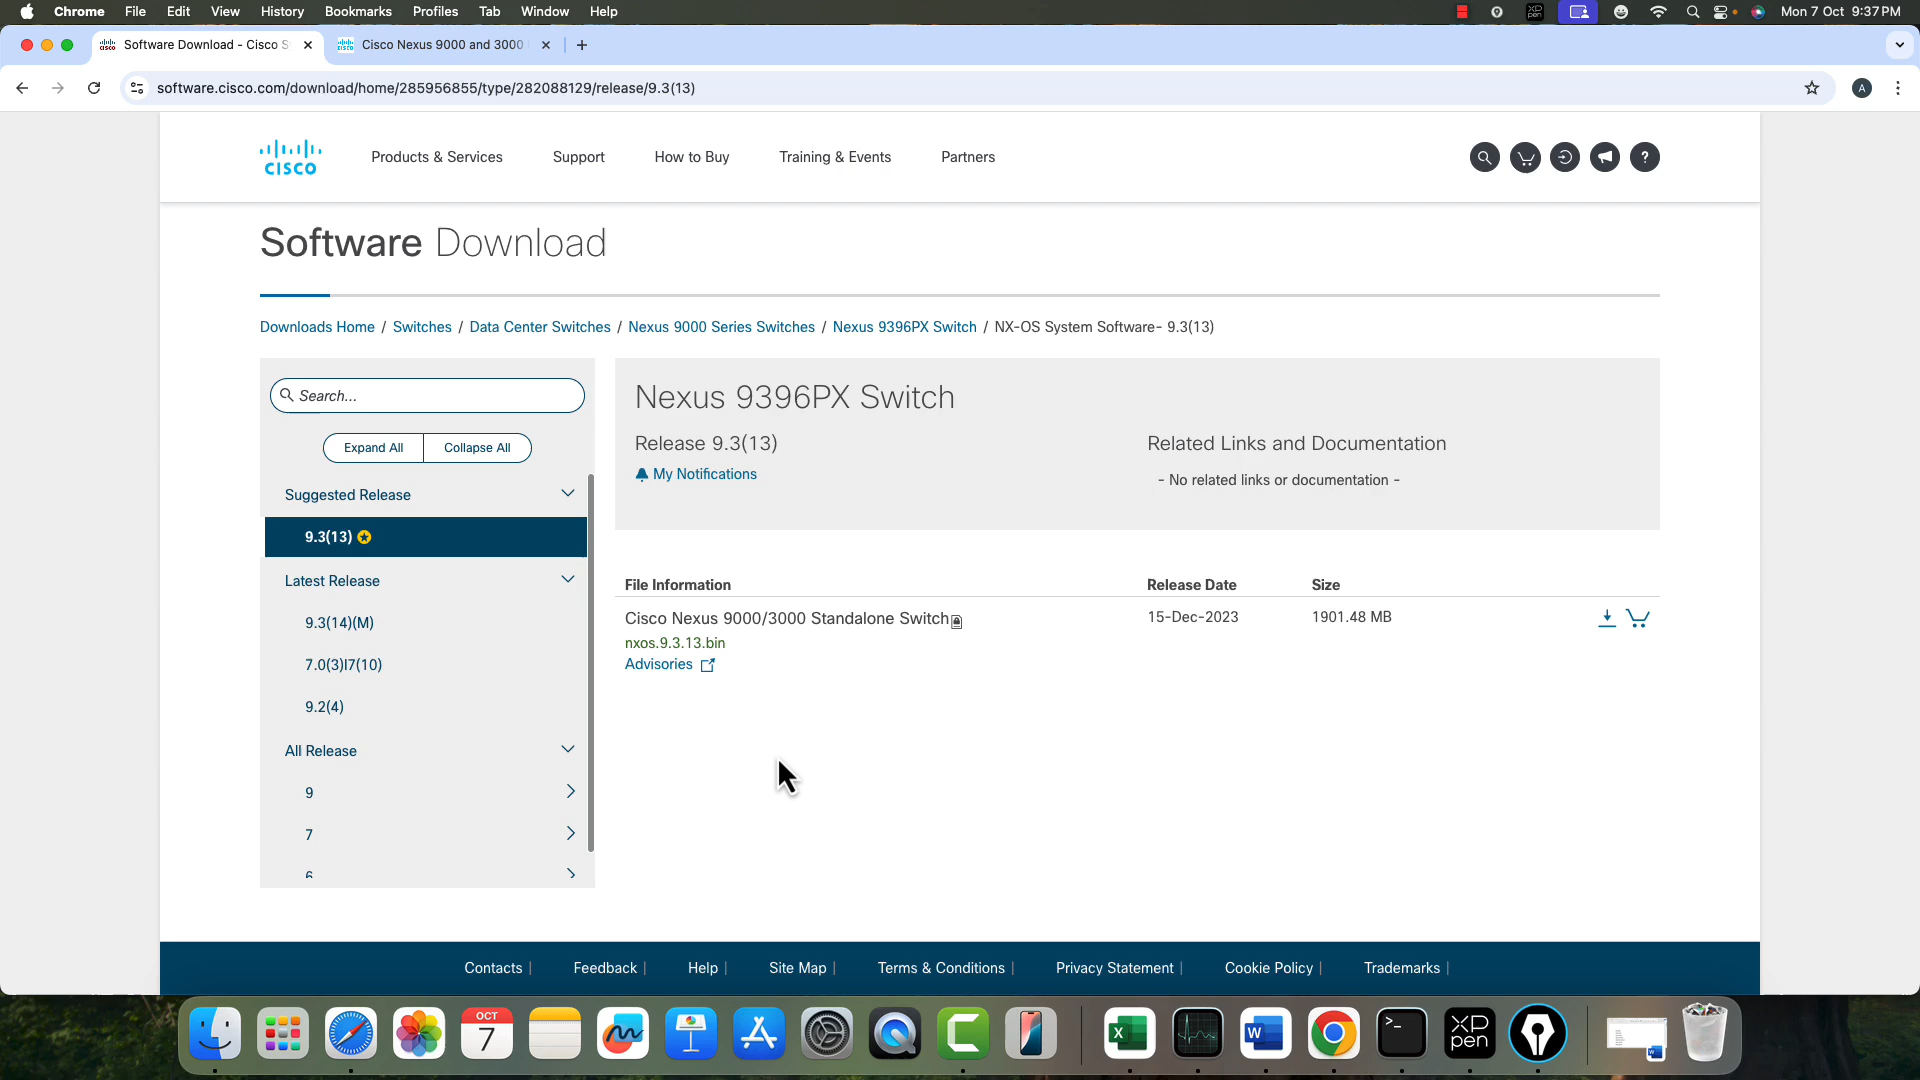 Chrome File Edit View History Bookmarks Profiles Tab Window Help Mon 7 Oct 9:37 PM
Software Download - Cisco S
Cisco Nexus 9000 and 3000
software.cisco.com/download/home/285956855/type/282088129/release/9.3(13)
A
CISCO
Products & Services Support How to Buy Training & Events Partners
Software Download
Downloads Home / Switches / Data Center Switches / Nexus 9000 Series Switches / Nexus 9396PX Switch / NX-OS System Software- 9.3(13)
Search...
Expand All Collapse All
Suggested Release
9.3(13)
Latest Release
9.3(14)(M)
7.0(3)I7(10)
9.2(4)
All Release
9
7
6
Nexus 9396PX Switch
Release 9.3(13)
My Notifications
Related Links and Documentation
- No related links or documentation -
File Information Release Date Size
Cisco Nexus 9000/3000 Standalone Switch 15-Dec-2023 1901.48 MB
nxos.9.3.13.bin
Advisories
Contacts | Feedback | Help | Site Map | Terms & Conditions | Privacy Statement | Cookie Policy | Trademarks |
OCT
7
XP
pen